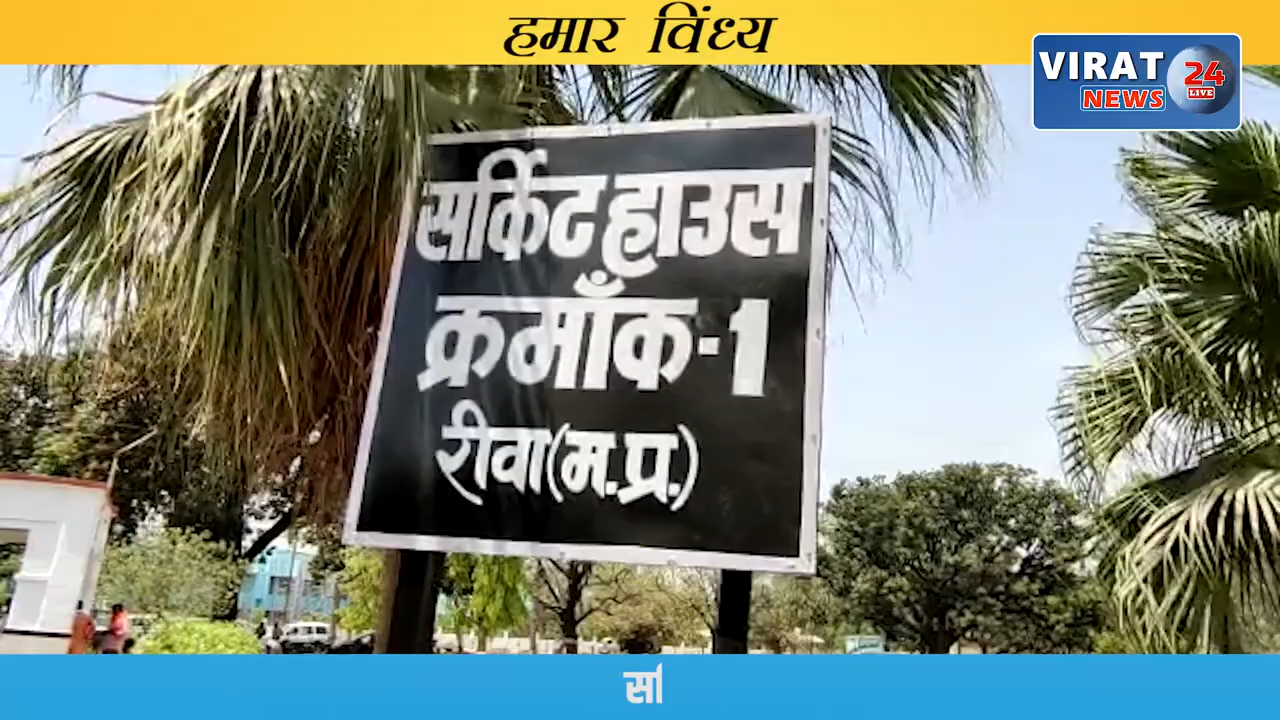 हमार विंध्य
VIRAT
NEWS
24
LIVE
सर्किट हाउस
क्रमाँक-1
रीवा (म.प्र.)